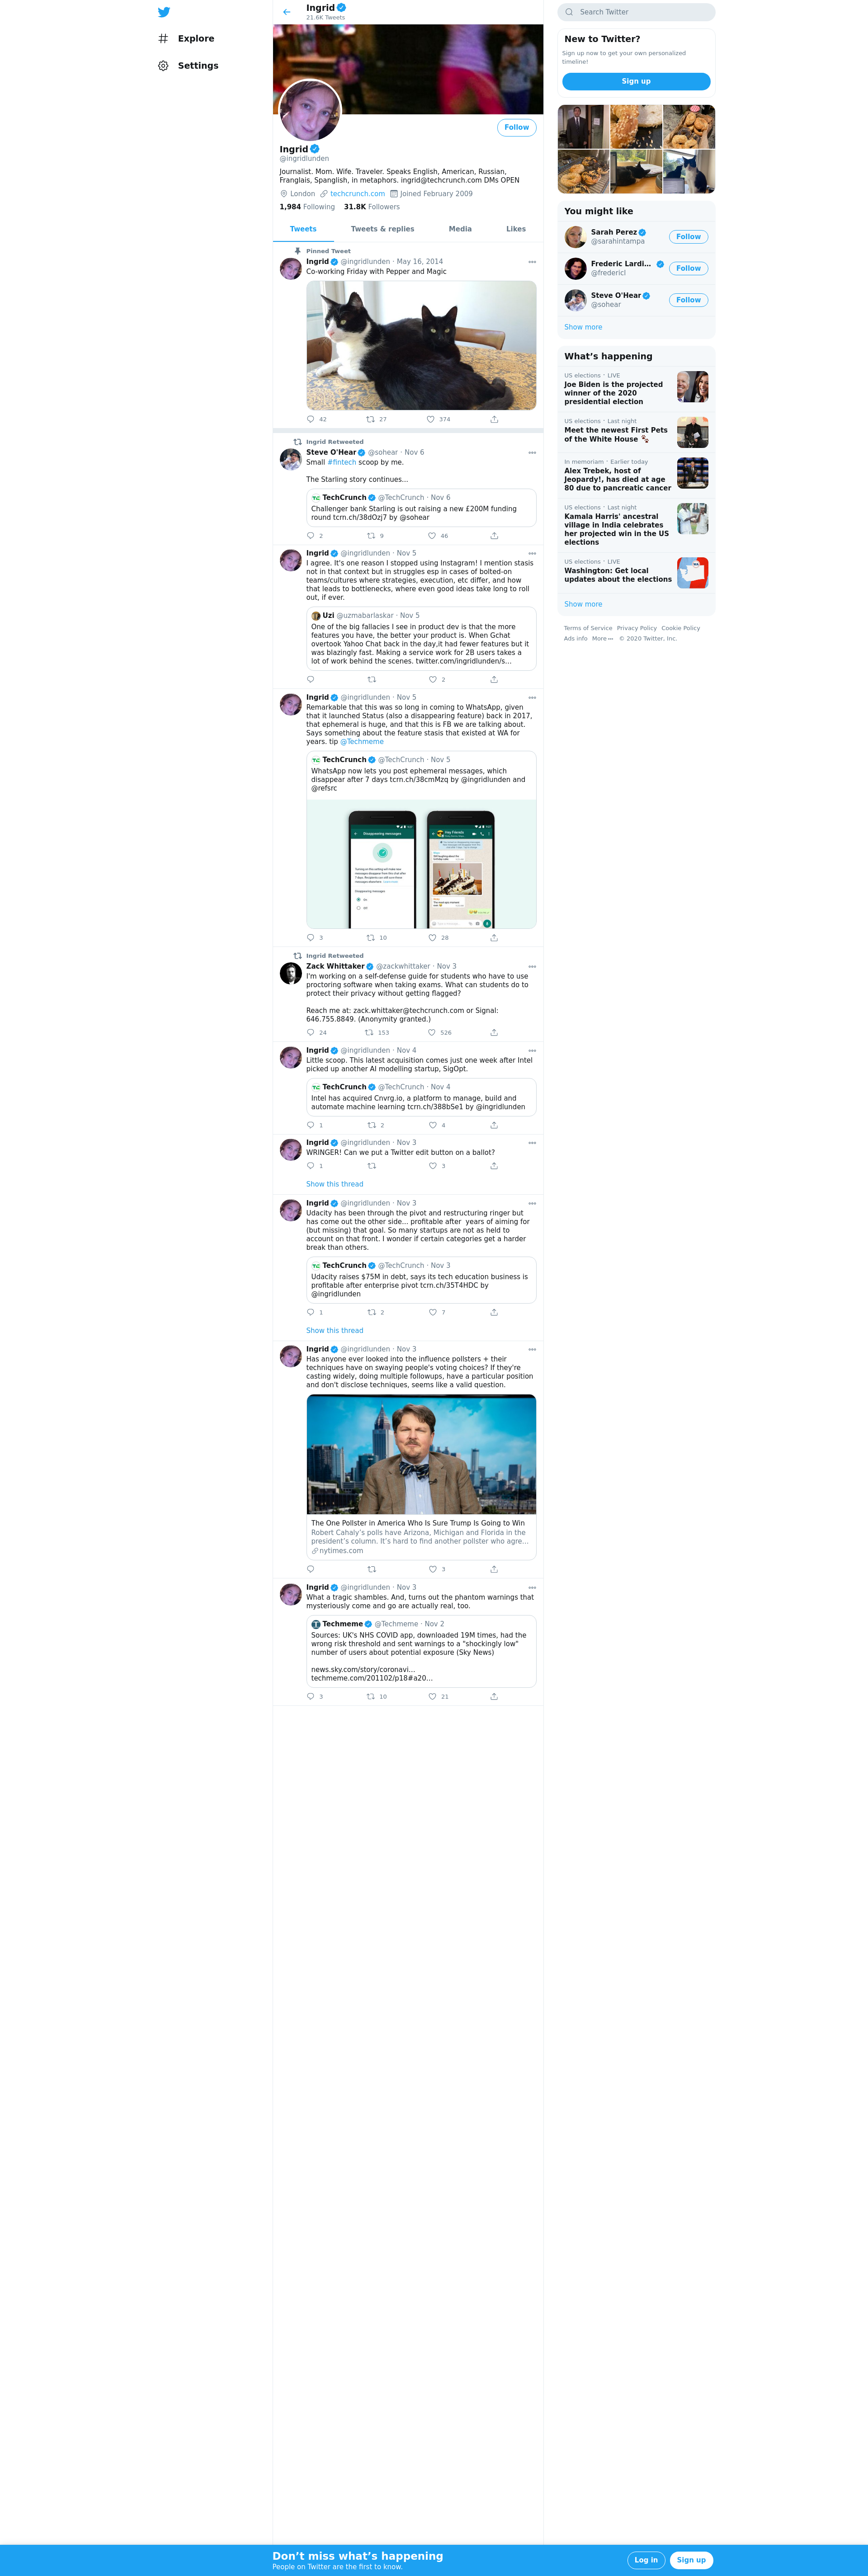 Explore
Settings
Ingrid
21.6K Tweets
Follow
Ingrid
@ingridlunden
Journalist. Mom. Wife. Traveler. Speaks English, American, Russian,
Franglais, Spanglish, in metaphors. ingrid@techcrunch.com DMs OPEN
London techcrunch.com Joined February 2009
1,984 Following 31.8K Followers
Tweets Tweets & replies Media Likes
Pinned Tweet
Ingrid @ingridlunden · May 16, 2014
Co-working Friday with Pepper and Magic
42 27 374
Ingrid Retweeted
Steve O'Hear @sohear · Nov 6
Small #fintech scoop by me.
The Starling story continues...
TechCrunch @TechCrunch · Nov 6
Challenger bank Starling is out raising a new £200M funding
round tcrn.ch/38dOzj7 by @sohear
2 9 46
Ingrid @ingridlunden · Nov 5
I agree. It's one reason I stopped using Instagram! I mention stasis
not in that context but in struggles esp in cases of bolted-on
teams/cultures where strategies, execution, etc differ, and how
that leads to bottlenecks, where even good ideas take long to roll
out, if ever.
Uzi @uzmabarlaskar · Nov 5
One of the big fallacies I see in product dev is that the more
features you have, the better your product is. When Gchat
overtook Yahoo Chat back in the day,it had fewer features but it
was blazingly fast. Making a service work for 2B users takes a
lot of work behind the scenes. twitter.com/ingridlunden/s…
2
Ingrid @ingridlunden · Nov 5
Remarkable that this was so long in coming to WhatsApp, given
that it launched Status (also a disappearing feature) back in 2017,
that ephemeral is huge, and that this is FB we are talking about.
Says something about the feature stasis that existed at WA for
years. tip @Techmeme
TechCrunch @TechCrunch · Nov 5
WhatsApp now lets you post ephemeral messages, which
disappear after 7 days tcrn.ch/38cmMzq by @ingridlunden and
@refsrc
Disappearing messages
3 10 28
Ingrid Retweeted
Zack Whittaker @zackwhittaker · Nov 3
I'm working on a self-defense guide for students who have to use
proctoring software when taking exams. What can students do to
protect their privacy without getting flagged?
Reach me at: zack.whittaker@techcrunch.com or Signal:
646.755.8849. (Anonymity granted.)
24 153 526
Ingrid @ingridlunden · Nov 4
Little scoop. This latest acquisition comes just one week after Intel
picked up another AI modelling startup, SigOpt.
TechCrunch @TechCrunch · Nov 4
Intel has acquired Cnvrg.io, a platform to manage, build and
automate machine learning tcrn.ch/388bSe1 by @ingridlunden
1 2 4
Ingrid @ingridlunden · Nov 3
WRINGER! Can we put a Twitter edit button on a ballot?
1 3
Show this thread
Ingrid @ingridlunden · Nov 3
Udacity has been through the pivot and restructuring ringer but
has come out the other side... profitable after  years of aiming for
(but missing) that goal. So many startups are not as held to
account on that front. I wonder if certain categories get a harder
break than others.
TechCrunch @TechCrunch · Nov 3
Udacity raises $75M in debt, says its tech education business is
profitable after enterprise pivot tcrn.ch/35T4HDC by
@ingridlunden
1 2 7
Show this thread
Ingrid @ingridlunden · Nov 3
Has anyone ever looked into the influence pollsters + their
techniques have on swaying people's voting choices? If they're
casting widely, doing multiple followups, have a particular position
and don't disclose techniques, seems like a valid question.
The One Pollster in America Who Is Sure Trump Is Going to Win
Robert Cahaly’s polls have Arizona, Michigan and Florida in the
president’s column. It’s hard to find another pollster who agre…
nytimes.com
3
Ingrid @ingridlunden · Nov 3
What a tragic shambles. And, turns out the phantom warnings that
mysteriously come and go are actually real, too.
Techmeme @Techmeme · Nov 2
Sources: UK's NHS COVID app, downloaded 19M times, had the
wrong risk threshold and sent warnings to a "shockingly low"
number of users about potential exposure (Sky News)
news.sky.com/story/coronavi…
techmeme.com/201102/p18#a20…
3 10 21
Search Twitter
New to Twitter?
Sign up now to get your own personalized
timeline!
Sign up
You might like
Sarah Perez
@sarahintampa
Follow
Frederic Lardi…
@fredericl
Follow
Steve O'Hear
@sohear
Follow
Show more
What’s happening
US elections · LIVE
Joe Biden is the projected
winner of the 2020
presidential election
US elections · Last night
Meet the newest First Pets
of the White House 🐾
In memoriam · Earlier today
Alex Trebek, host of
Jeopardy!, has died at age
80 due to pancreatic cancer
US elections · Last night
Kamala Harris' ancestral
village in India celebrates
her projected win in the US
elections
US elections · LIVE
Washington: Get local
updates about the elections
Show more
Terms of Service Privacy Policy Cookie Policy
Ads info More © 2020 Twitter, Inc.
Don’t miss what’s happening
People on Twitter are the first to know.
Log in
Sign up